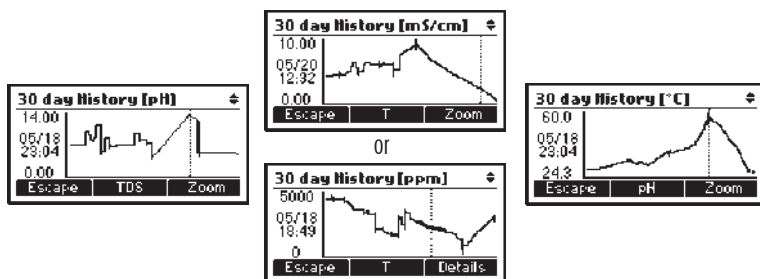 30 day History [pH]
14.00
05/18
23:04
0.00
Escape TDS Zoom
30 day History [mS/cm]
10.00
05/20
12:32
0.00
Escape T Zoom
or
30 day History [ppm]
5000
05/18
18:49
0
Escape T Details
30 day History [°C]
60.0
05/18
23:04
24.3
Escape pH Zoom